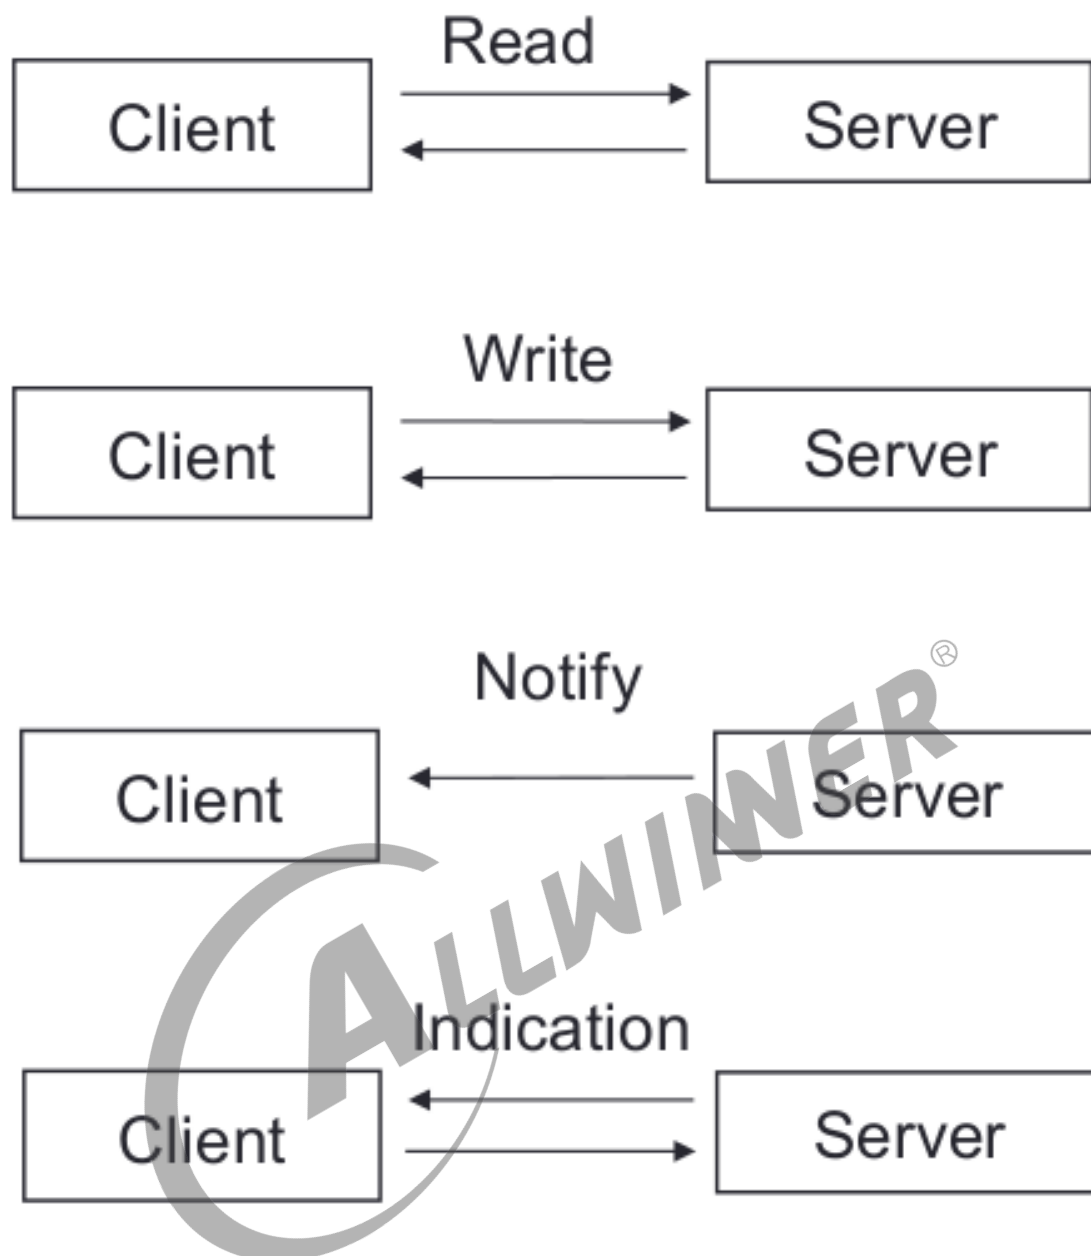 Read
Client
Server
Write
Client
Server
Notify
Client
Server
ALLWINNER®
Indication
Client
Server